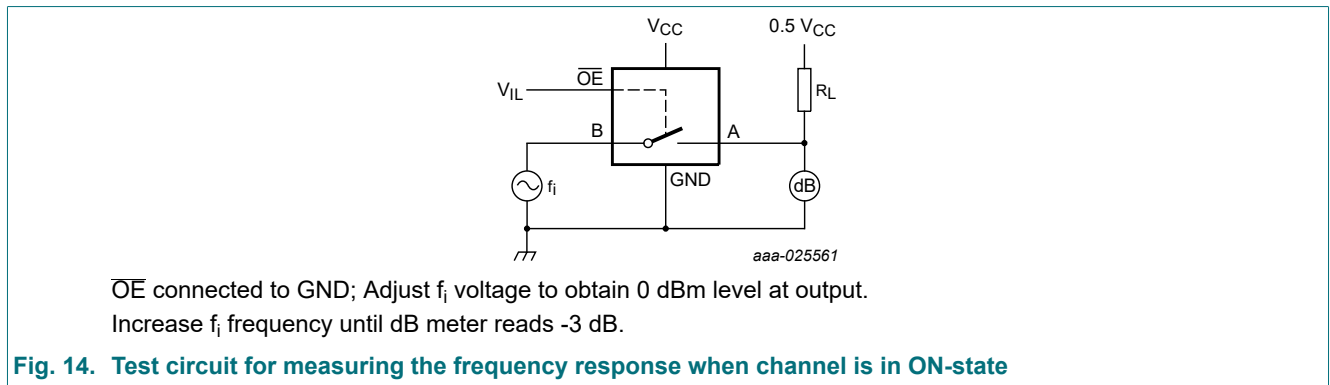 VCC
0.5 VCC
OE
VIL
RL
B
A
GND
fi
dB
aaa-025561
OE connected to GND; Adjust fi voltage to obtain 0 dBm level at output.
Increase fi frequency until dB meter reads -3 dB.
Fig. 14. Test circuit for measuring the frequency response when channel is in ON-state